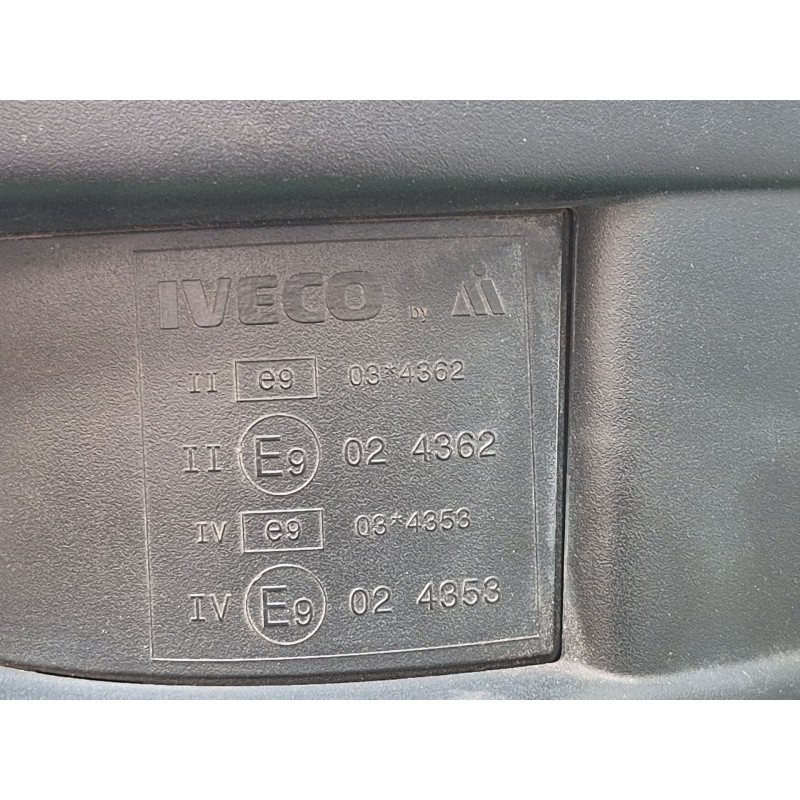 IVECO by
II e9 03*4362
II E9 02 4362
IV e9 03*4353
IV E9 02 4353